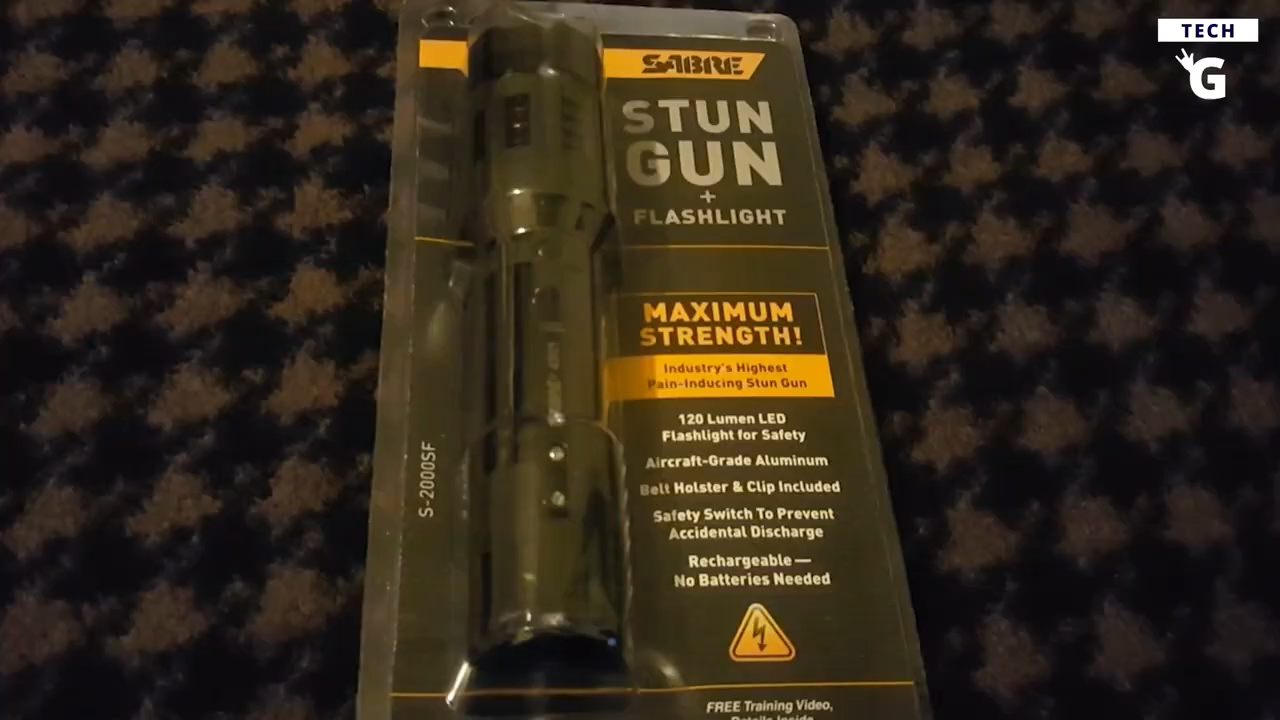 TECH
G
SABRE
STUN
GUN
+
FLASHLIGHT
MAXIMUM
STRENGTH!
Industry's Highest
Pain-Inducing Stun Gun
120 Lumen LED
Flashlight for Safety
Aircraft-Grade Aluminum
Belt Holster & Clip Included
Safety Switch To Prevent
Accidental Discharge
Rechargeable —
No Batteries Needed
S-2000SF
FREE Training Video,
Details Inside